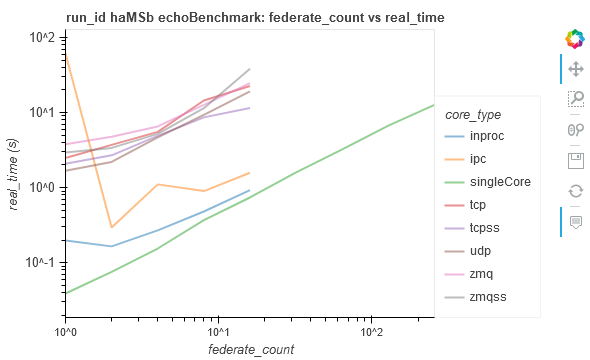 run_id haMSb echoBenchmark: federate_count vs real_time
10^2
10^1
10^0
10^-1
real_time (s)
10^0
10^1
10^2
federate_count
core_type
inproc
ipc
singleCore
tcp
tcpss
udp
zmq
zmqss